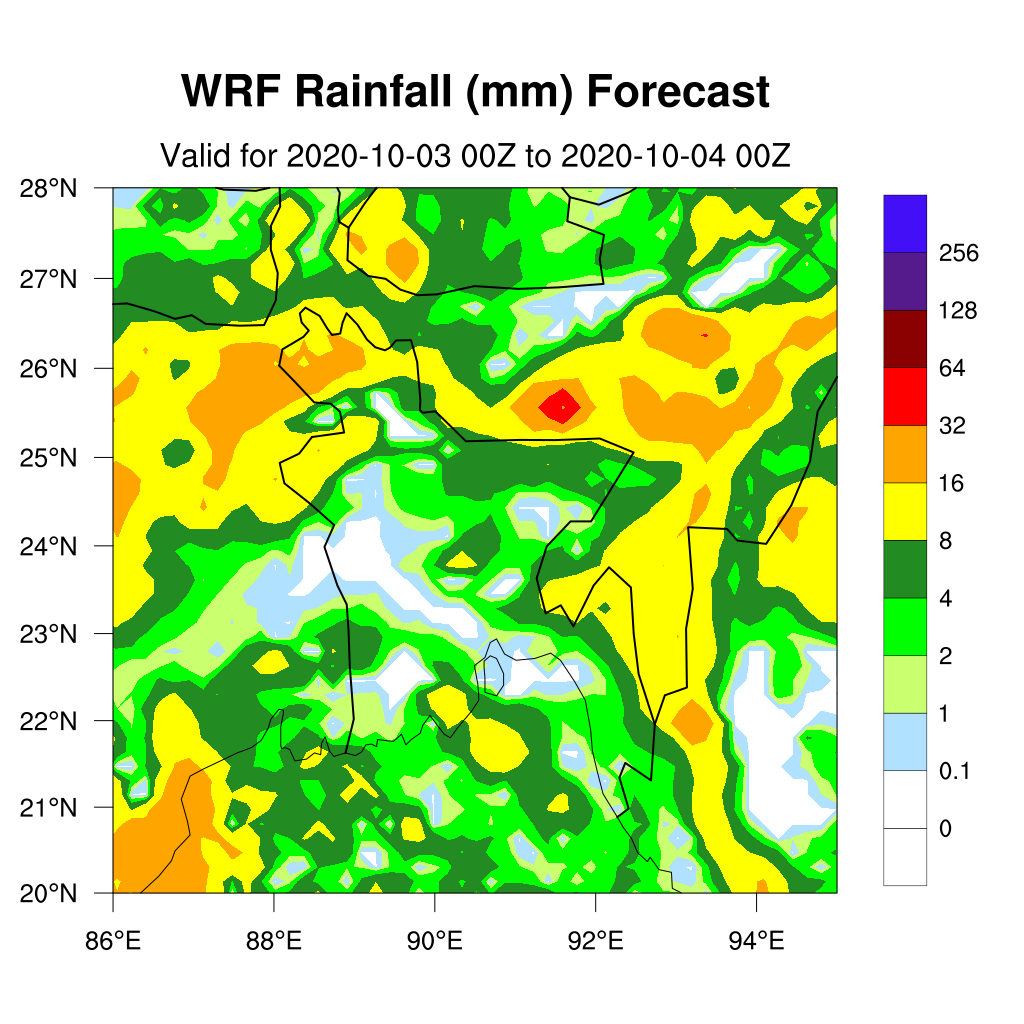 WRF Rainfall (mm) Forecast
Valid for 2020-10-03 00Z to 2020-10-04 00Z
28°N
27°N
26°N
25°N
24°N
23°N
22°N
21°N
20°N
86°E 88°E 90°E 92°E 94°E
256
128
64
32
16
8
4
2
1
0.1
0